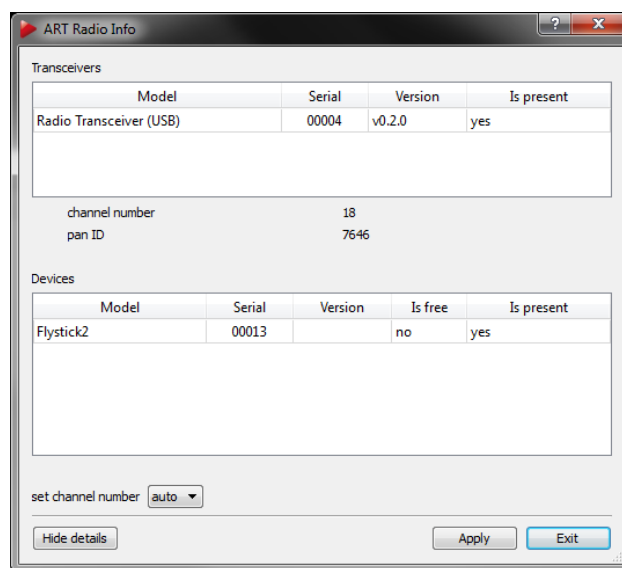 ART Radio Info
?
Transceivers
Model Serial Version Is present
Radio Transceiver (USB) 00004 v0.2.0 yes
channel number 18
pan ID 7646
Devices
Model Serial Version Is free Is present
Flystick2 00013 no yes
set channel number auto
Hide details Apply Exit